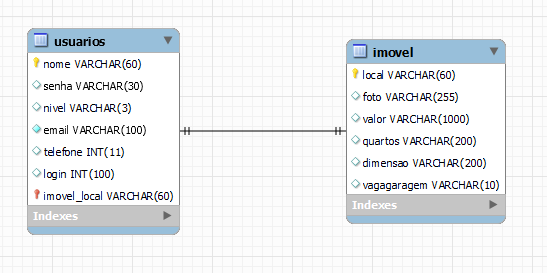 usuarios
nome VARCHAR(60)
senha VARCHAR(30)
nivel VARCHAR(3)
email VARCHAR(100)
telefone INT(11)
login INT(100)
imovel_local VARCHAR(60)
Indexes
imovel
local VARCHAR(60)
foto VARCHAR(255)
valor VARCHAR(1000)
quartos VARCHAR(200)
dimensao VARCHAR(200)
vagagaragem VARCHAR(10)
Indexes